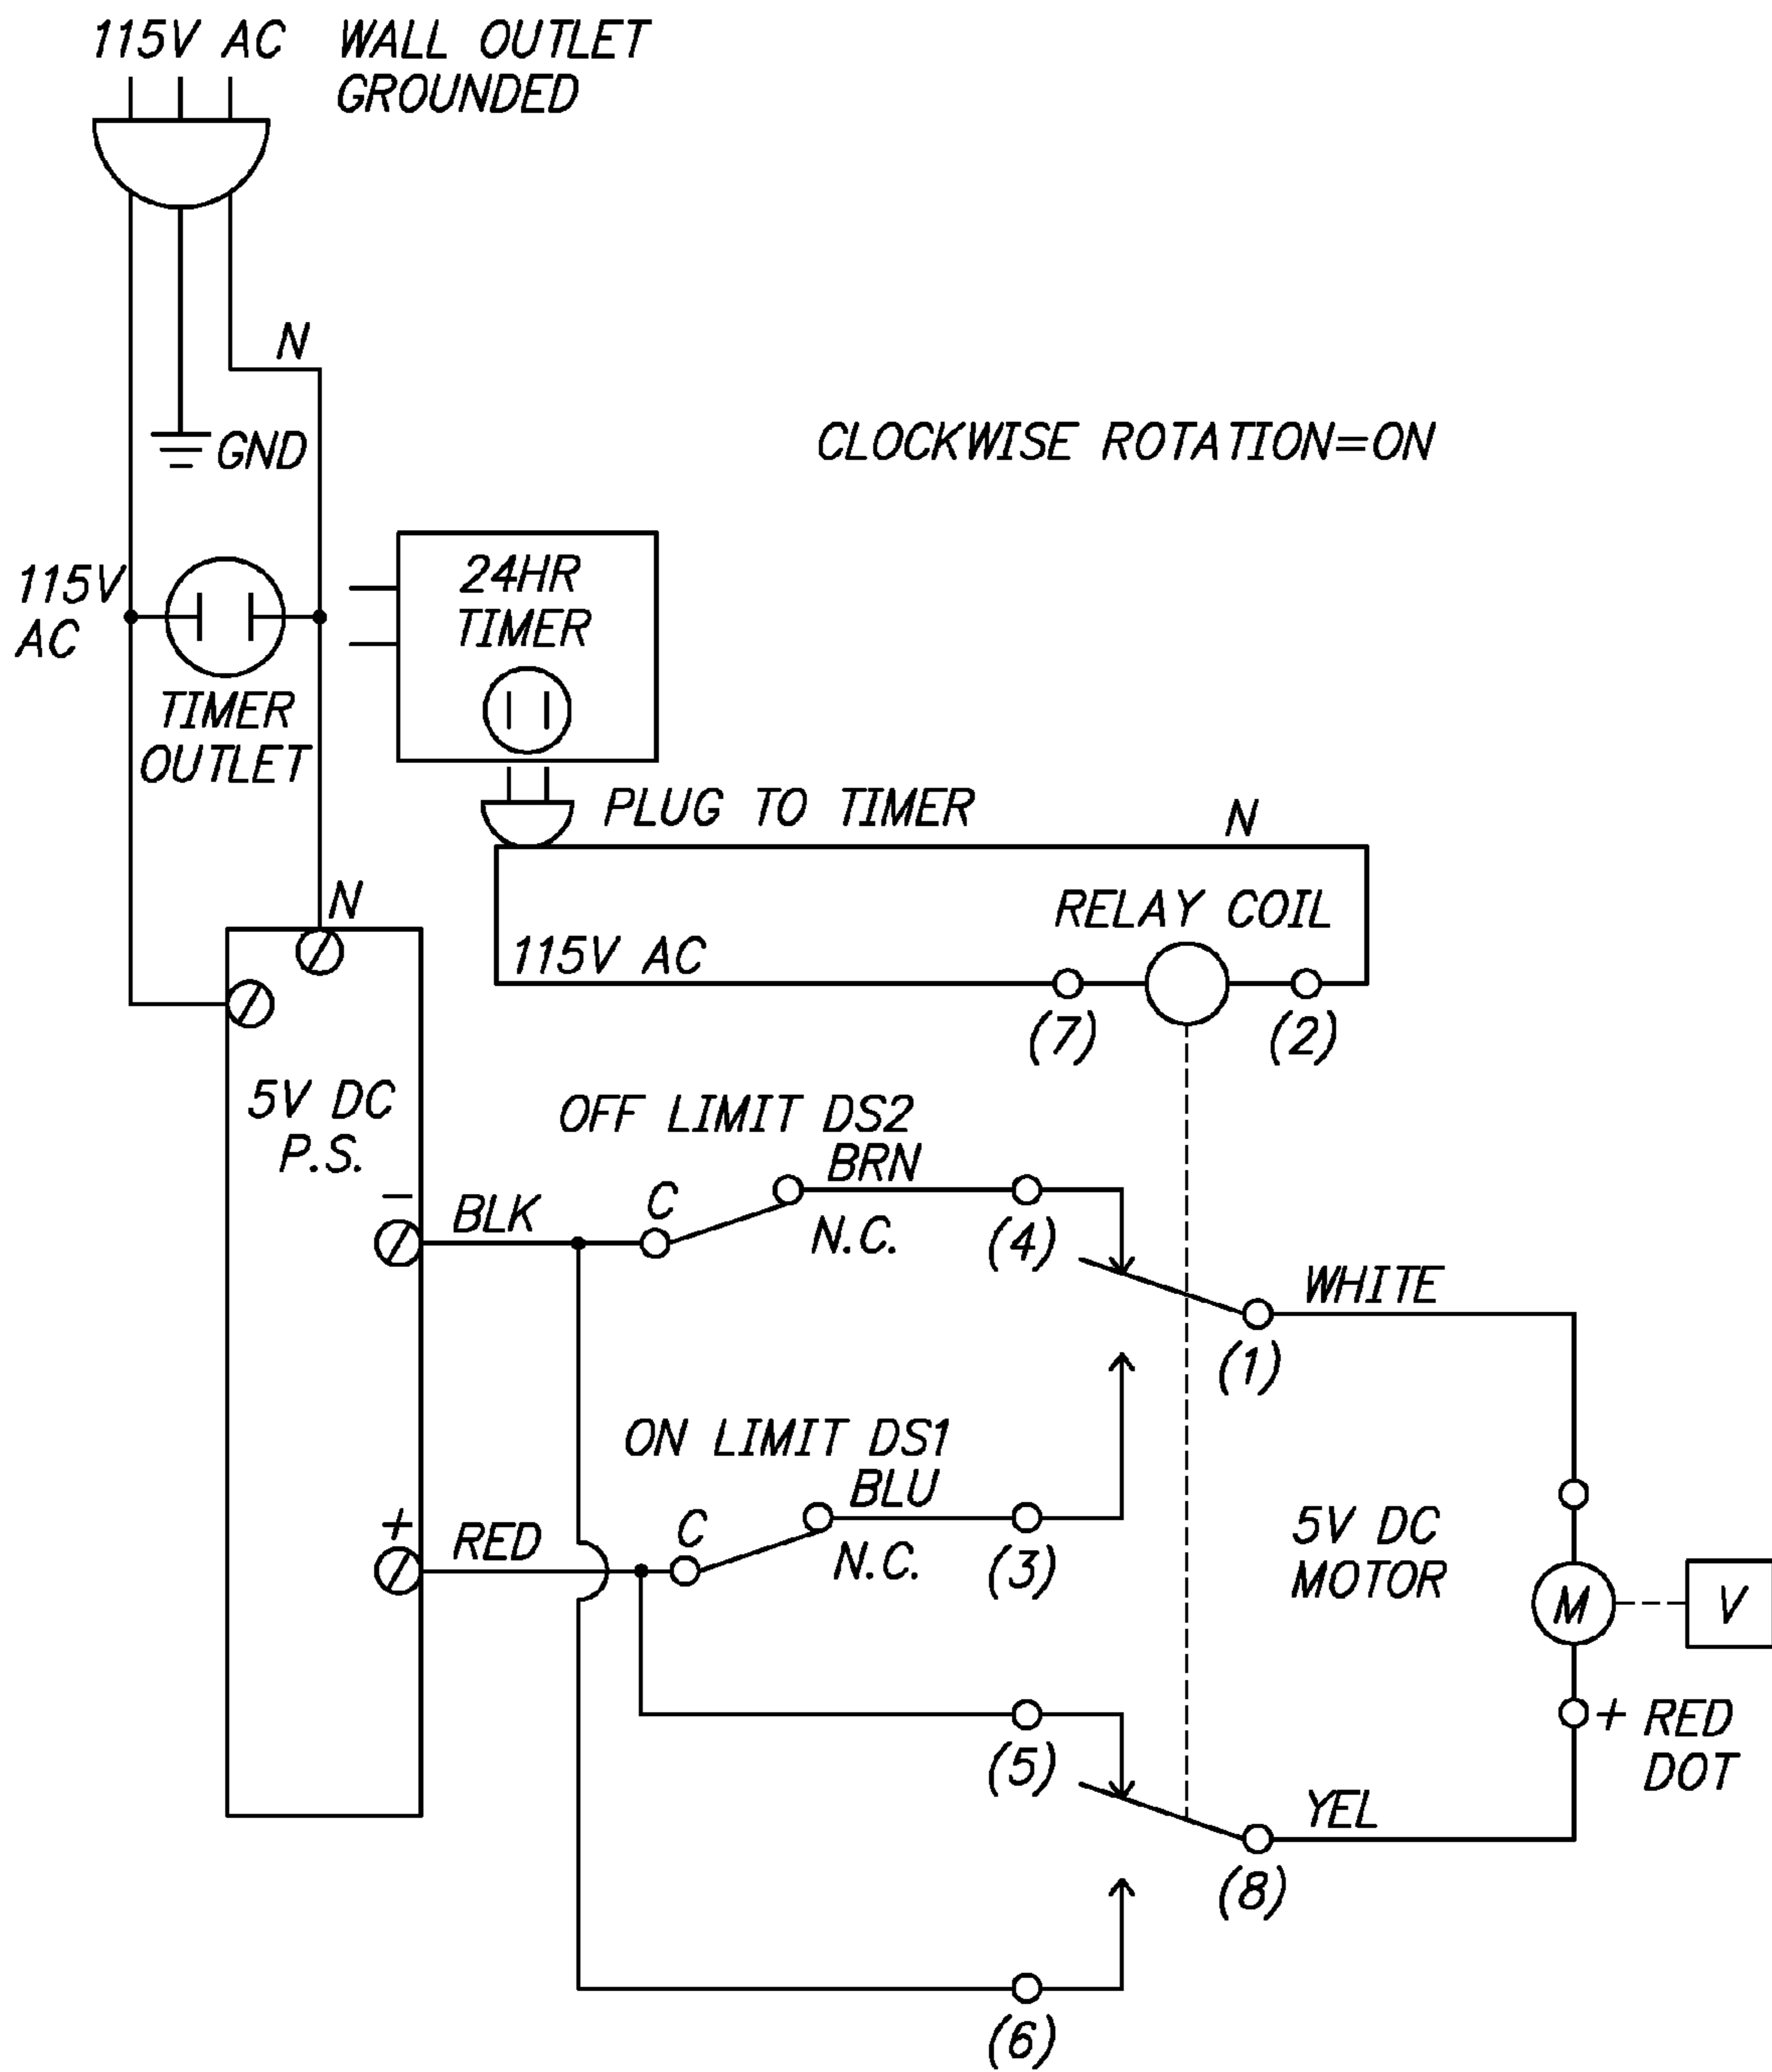 115V AC WALL OUTLET
GROUNDED
N
GND
CLOCKWISE ROTATION=ON
115V
AC
24HR
TIMER
TIMER
OUTLET
PLUG TO TIMER
N
N
RELAY COIL
115V AC
(7)
(2)
5V DC
P.S.
OFF LIMIT DS2
BRN
C
N.C.
(4)
−
BLK
WHITE
(1)
ON LIMIT DS1
BLU
C
N.C.
(3)
+
RED
5V DC
MOTOR
M
V
(5)
+ RED
DOT
YEL
(8)
(6)